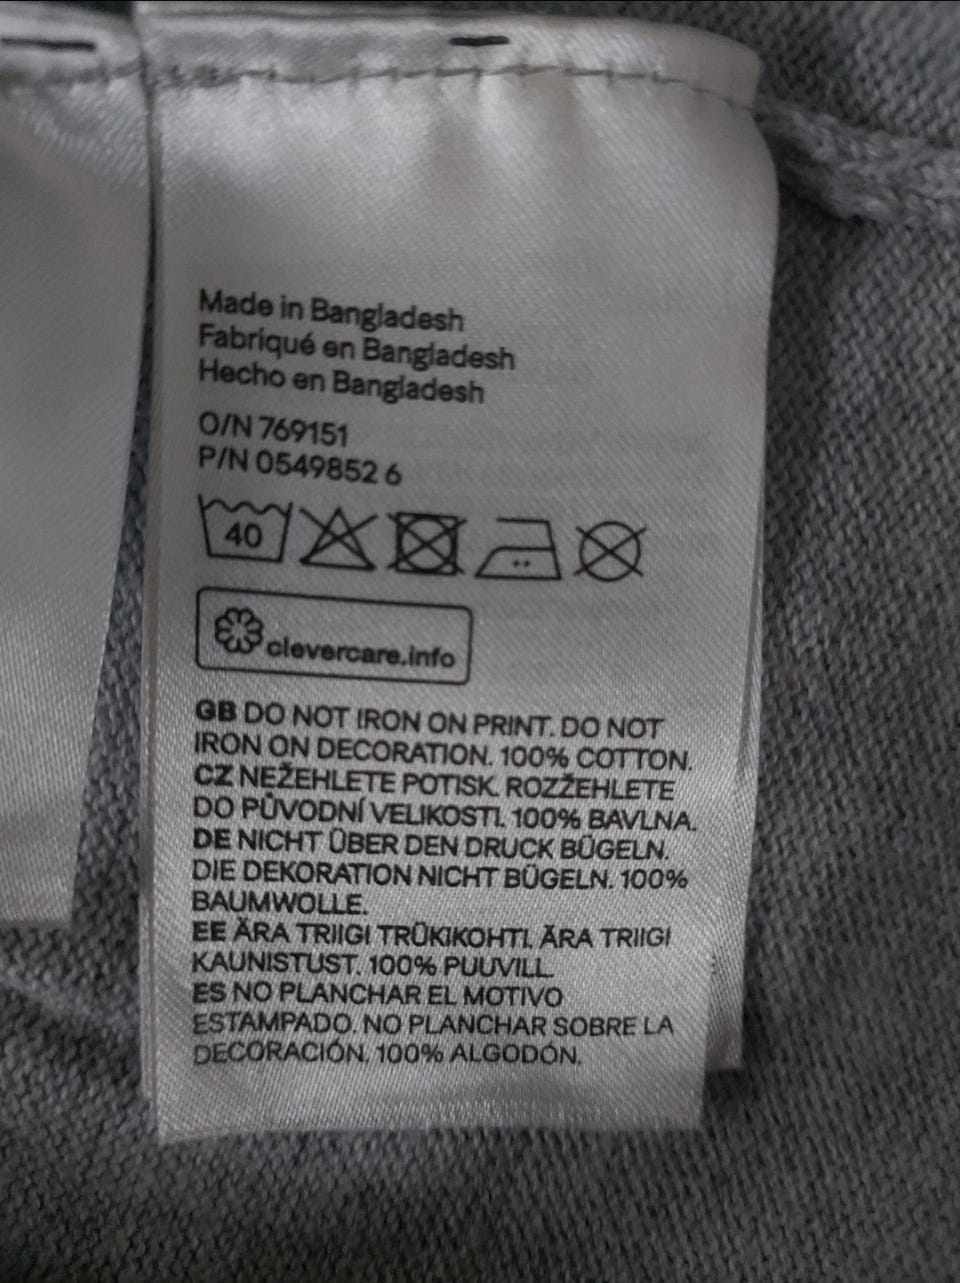 Made in Bangladesh
Fabriqué en Bangladesh
Hecho en Bangladesh
O/N 769151
P/N 0549852 6
40
clevercare.info
GB DO NOT IRON ON PRINT. DO NOT
IRON ON DECORATION. 100% COTTON.
CZ NEŽEHLETE POTISK. ROZŽEHLETE
DO PŮVODNÍ VELIKOSTI. 100% BAVLNA.
DE NICHT ÜBER DEN DRUCK BÜGELN.
DIE DEKORATION NICHT BÜGELN. 100%
BAUMWOLLE.
EE ÄRA TRIIGI TRÜKIKOHTI. ÄRA TRIIGI
KAUNISTUST. 100% PUUVILL.
ES NO PLANCHAR EL MOTIVO
ESTAMPADO. NO PLANCHAR SOBRE LA
DECORACIÓN. 100% ALGODÓN.